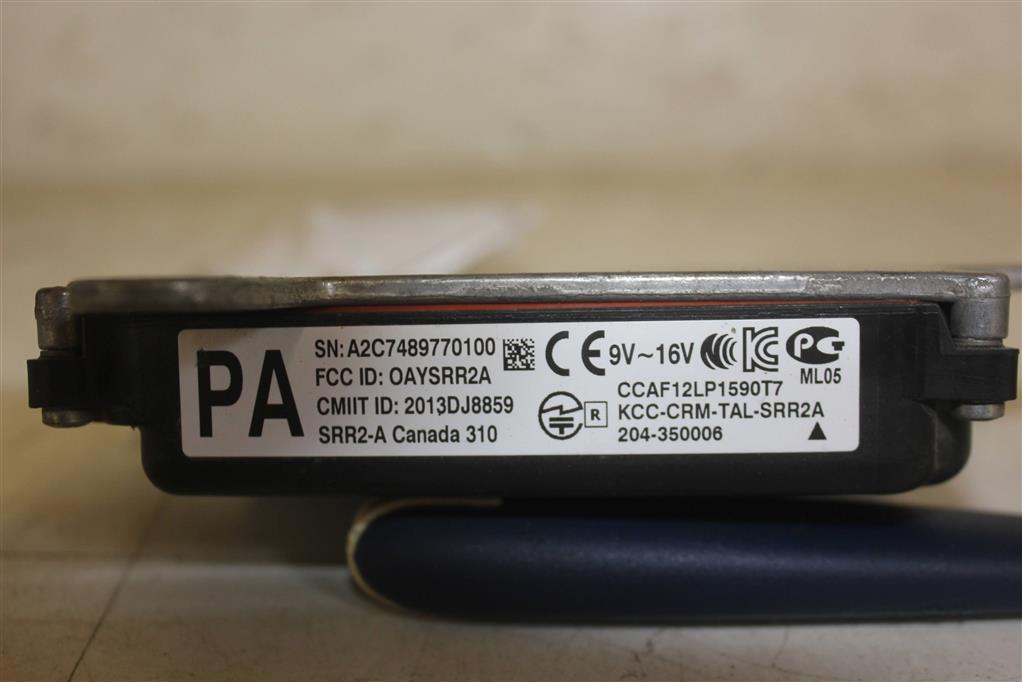 PA
SN: A2C7489770100
FCC ID: OAYSRR2A
CMIIT ID: 2013DJ8859
SRR2-A Canada 310
CE 9V~16V
CCAF12LP1590T7
R KCC-CRM-TAL-SRR2A
204-350006
ML05